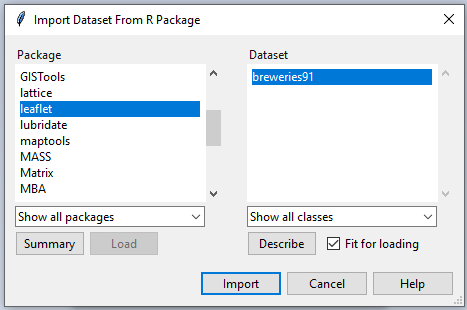 Import Dataset From R Package
Package
GISTools
lattice
leaflet
lubridate
maptools
MASS
Matrix
MBA
Show all packages
Summary
Load
Dataset
breweries91
Show all classes
Describe
Fit for loading
Import
Cancel
Help